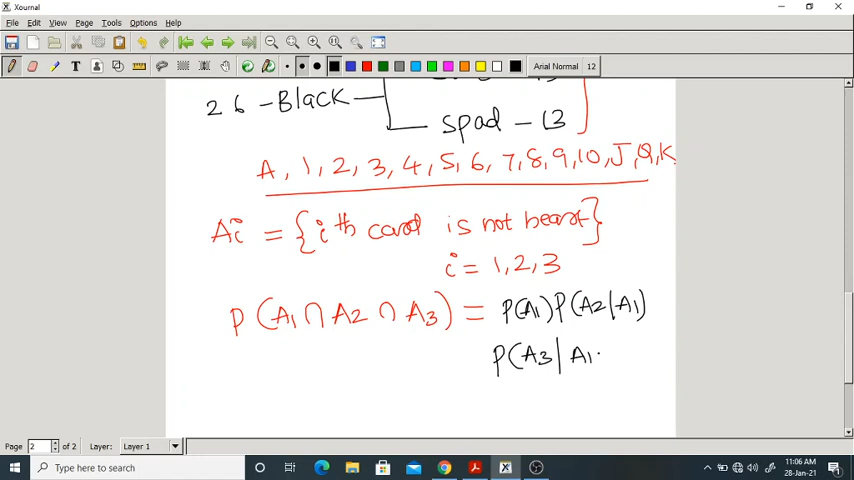 Xournal
File Edit View Page Tools Options Help
Arial Normal 12
26 - Black
spad - 13
A, 1, 2, 3, 4, 5, 6, 7, 8, 9, 10, J, Q, K
Ai = {ith card is not heart}
i = 1, 2, 3
P(A1 ∩ A2 ∩ A3) = P(A1)P(A2|A1)
P(A3|A1
Page 2 of 2 Layer: Layer 1
Type here to search
11:06 AM
28-Jan-21